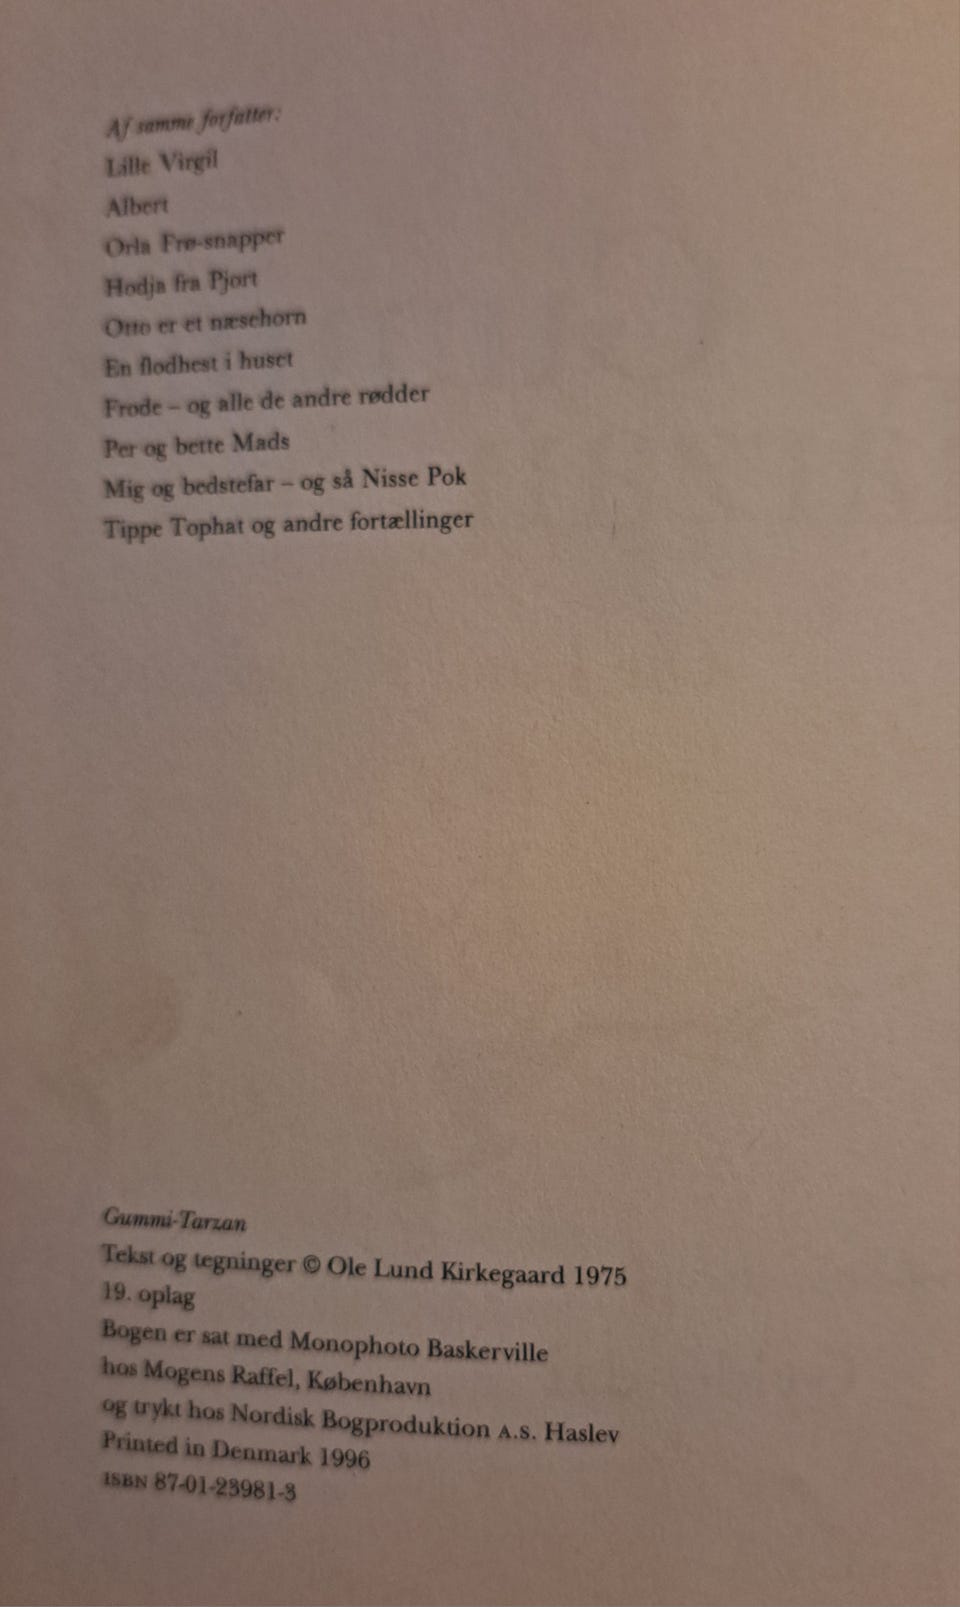 Af samme forfatter:
Lille Virgil
Albert
Orla Frø-snapper
Hodja fra Pjort
Otto er et næsehorn
En flodhest i huset
Frode – og alle de andre rødder
Per og bette Mads
Mig og bedstefar – og så Nisse Pok
Tippe Tophat og andre fortællinger
Gummi-Tarzan
Tekst og tegninger © Ole Lund Kirkegaard 1975
19. oplag
Bogen er sat med Monophoto Baskerville
hos Mogens Raffel, København
og trykt hos Nordisk Bogproduktion A.S. Haslev
Printed in Denmark 1996
ISBN 87-01-23981-3